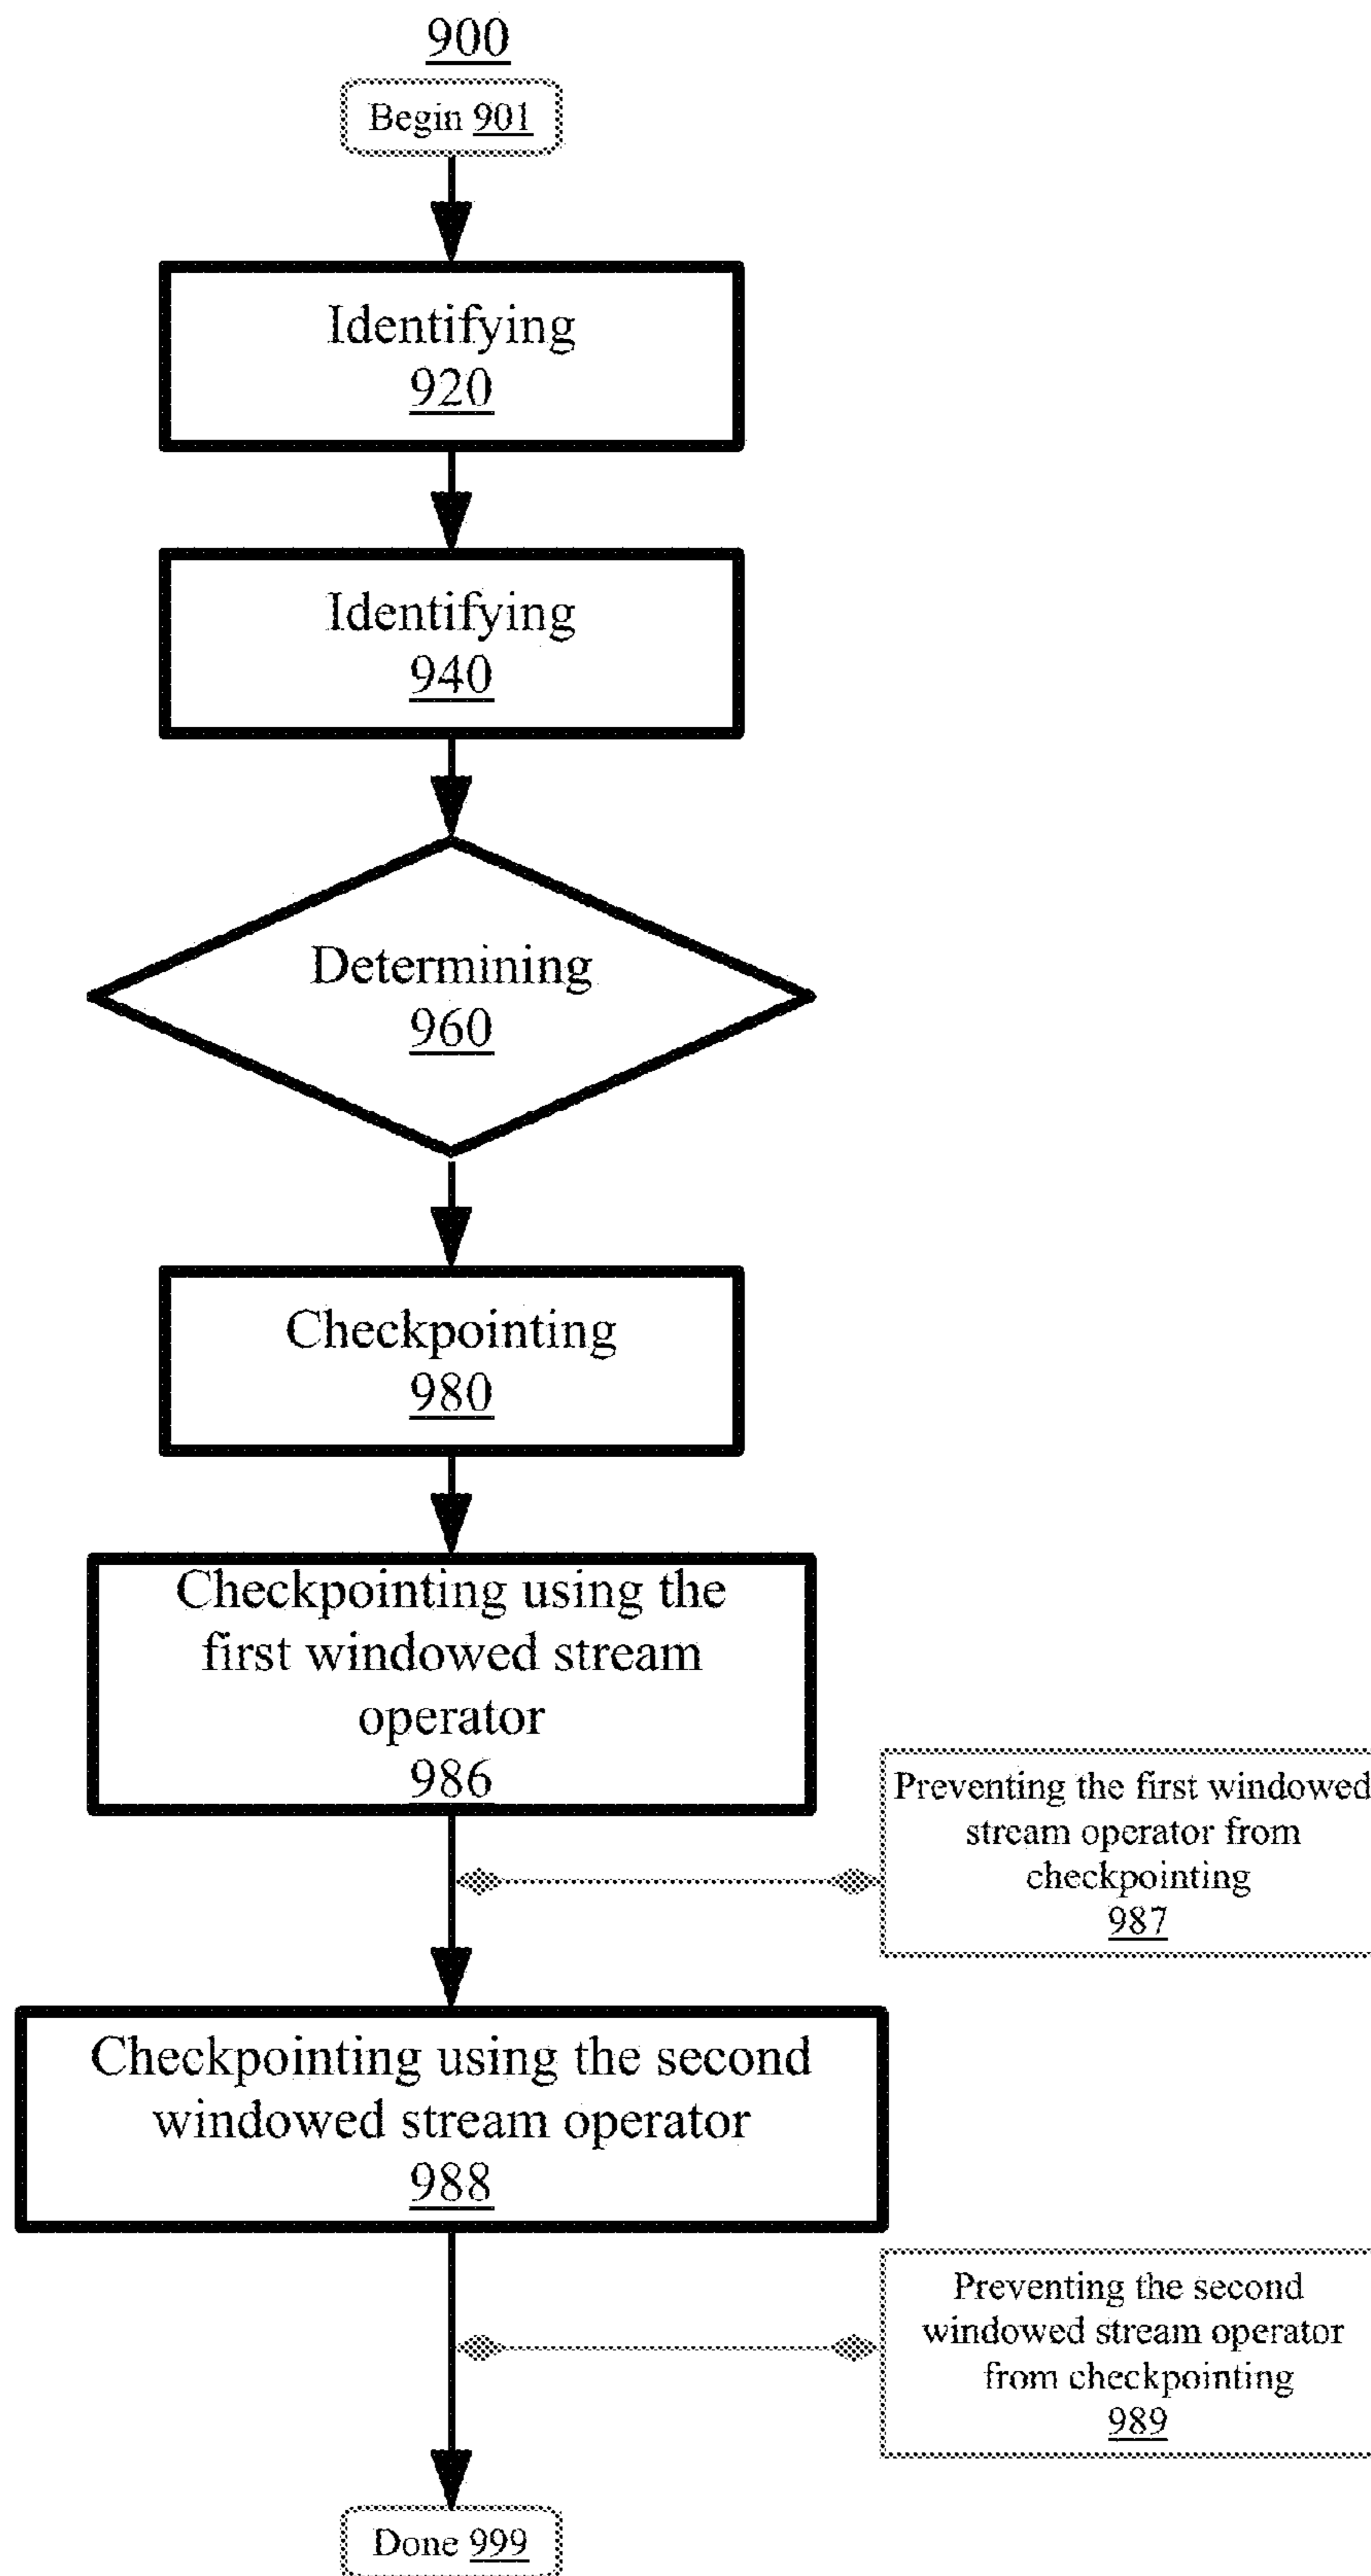 900
Begin 901
Identifying
920
Identifying
940
Determining
960
Checkpointing
980
Checkpointing using the
first windowed stream
operator
986
Preventing the first windowed
stream operator from
checkpointing
987
Checkpointing using the second
windowed stream operator
988
Preventing the second
windowed stream operator
from checkpointing
989
Done 999